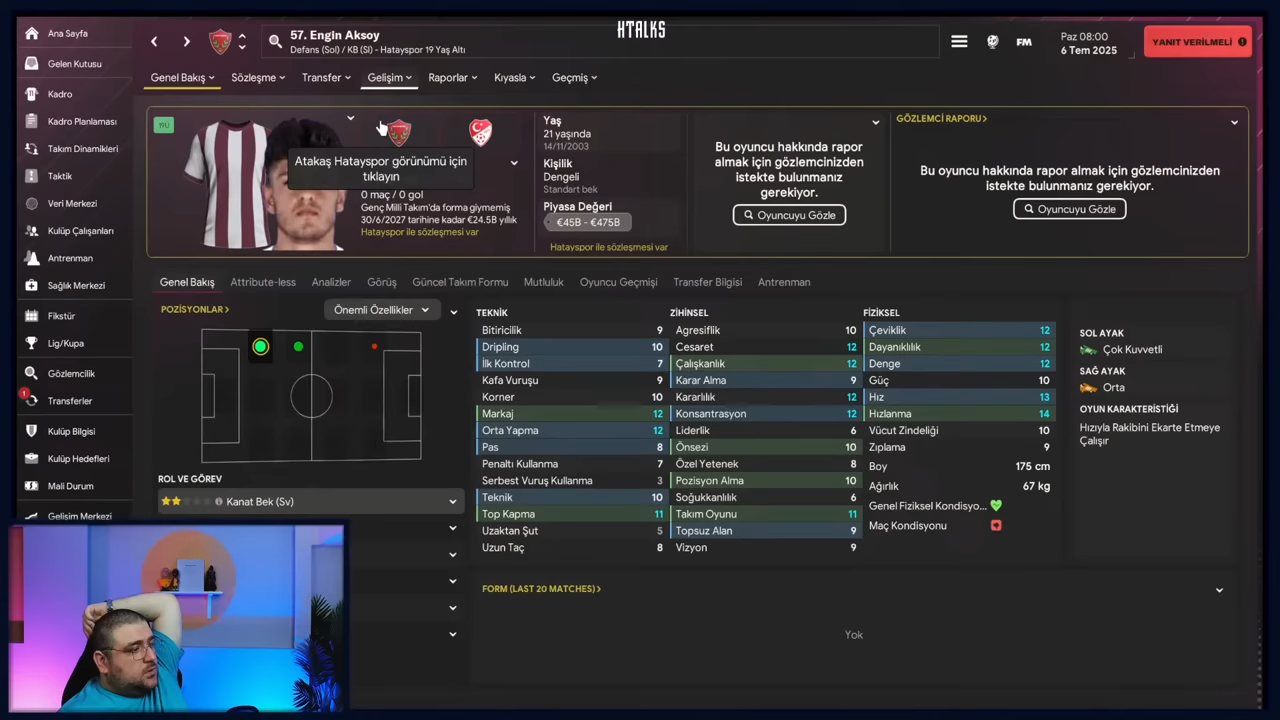 HTALKS
Ana Sayfa
Gelen Kutusu
Kadro
Kadro Planlaması
Takım Dinamikleri
Taktik
Veri Merkezi
Kulüp Çalışanları
Antrenman
Sağlık Merkezi
Fikstür
Lig/Kupa
Gözlemcilik
1
Transferler
Kulüp Bilgisi
Kulüp Hedefleri
Mali Durum
Gelişim Merkezi
57. Engin Aksoy
Defans (Sol) / KB (Sl) - Hatayspor 19 Yaş Altı
FM
Paz 08:00
6 Tem 2025
YANIT VERİLMELİ
Genel Bakış
Sözleşme
Transfer
Gelişim
Raporlar
Kıyasla
Geçmiş
Atakaş Hatayspor görünümü için
tıklayın
0 maç / 0 gol
Genç Milli Takım'da forma giymemiş
30/6/2027 tarihine kadar €24.5B yıllık
Hatayspor ile sözleşmesi var
Yaş
21 yaşında
14/11/2003
Kişilik
Dengeli
Standart bek
Piyasa Değeri
€45B - €475B
Hatayspor ile sözleşmesi var
Bu oyuncu hakkında rapor
almak için gözlemcinizden
istekte bulunmanız
gerekiyor.
Oyuncuyu Gözle
GÖZLEMCİ RAPORU
Bu oyuncu hakkında rapor almak için gözlemcinizden
istekte bulunmanız gerekiyor.
Oyuncuyu Gözle
Genel Bakış
Attribute-less
Analizler
Görüş
Güncel Takım Formu
Mutluluk
Oyuncu Geçmişi
Transfer Bilgisi
Antrenman
POZİSYONLAR
Önemli Özellikler
ROL VE GÖREV
Kanat Bek (Sv)
TEKNİK
Bitiricilik 9
Dripling 10
İlk Kontrol 7
Kafa Vuruşu 9
Korner 10
Markaj 12
Orta Yapma 12
Pas 8
Penaltı Kullanma 7
Serbest Vuruş Kullanma 3
Teknik 10
Top Kapma 11
Uzaktan Şut 5
Uzun Taç 8
ZİHİNSEL
Agresiflik 10
Cesaret 12
Çalışkanlık 12
Karar Alma 9
Kararlılık 12
Konsantrasyon 12
Liderlik 6
Önsezi 10
Özel Yetenek 8
Pozisyon Alma 10
Soğukkanlılık 6
Takım Oyunu 11
Topsuz Alan 9
Vizyon 9
FİZİKSEL
Çeviklik 12
Dayanıklılık 12
Denge 12
Güç 10
Hız 13
Hızlanma 14
Vücut Zindeliği 10
Zıplama 9
Boy 175 cm
Ağırlık 67 kg
Genel Fiziksel Kondisyo...
Maç Kondisyonu
SOL AYAK
Çok Kuvvetli
SAĞ AYAK
Orta
OYUN KARAKTERİSTİĞİ
Hızıyla Rakibini Ekarte Etmeye
Çalışır
FORM (LAST 20 MATCHES)
Yok